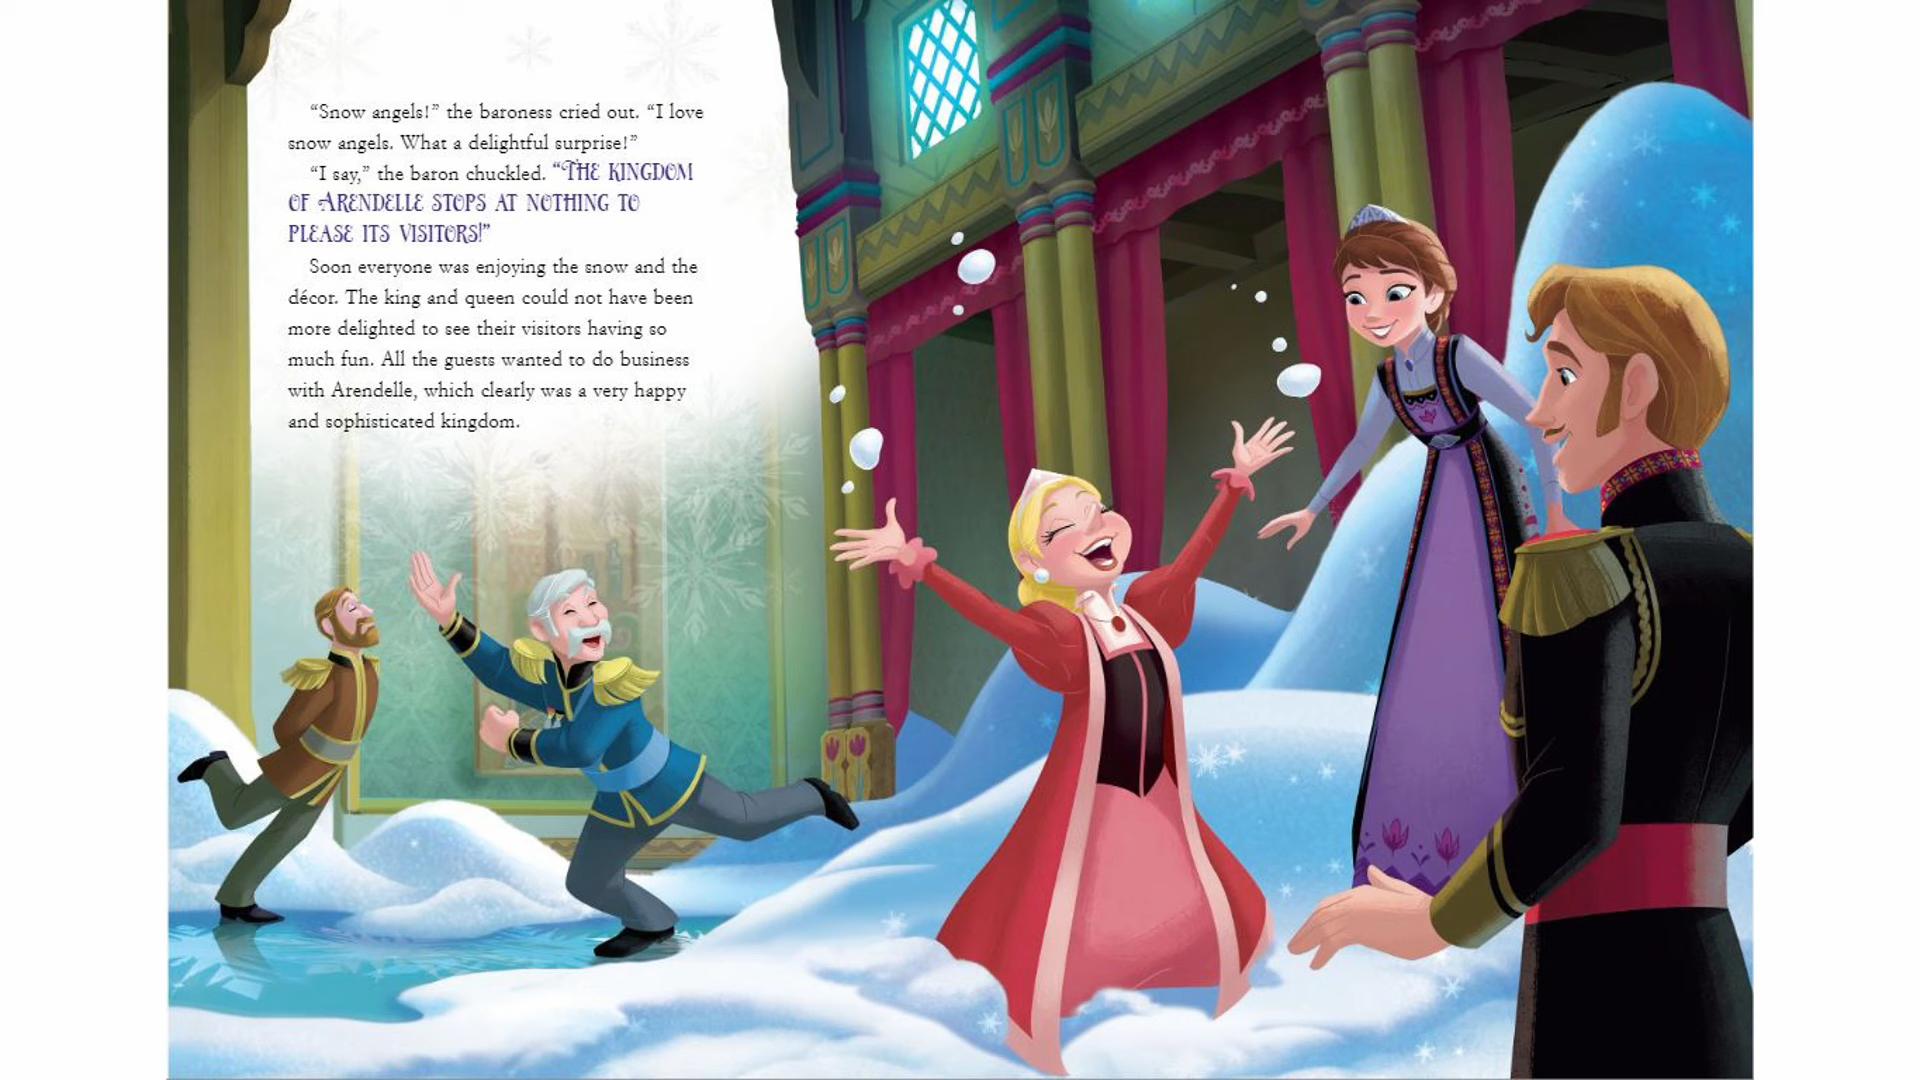 “Snow angels!” the baroness cried out. “I love
snow angels. What a delightful surprise!”
“I say,” the baron chuckled. “THE KINGDOM
OF ARENDELLE STOPS AT NOTHING TO
PLEASE ITS VISITORS!”
Soon everyone was enjoying the snow and the
décor. The king and queen could not have been
more delighted to see their visitors having so
much fun. All the guests wanted to do business
with Arendelle, which clearly was a very happy
and sophisticated kingdom.